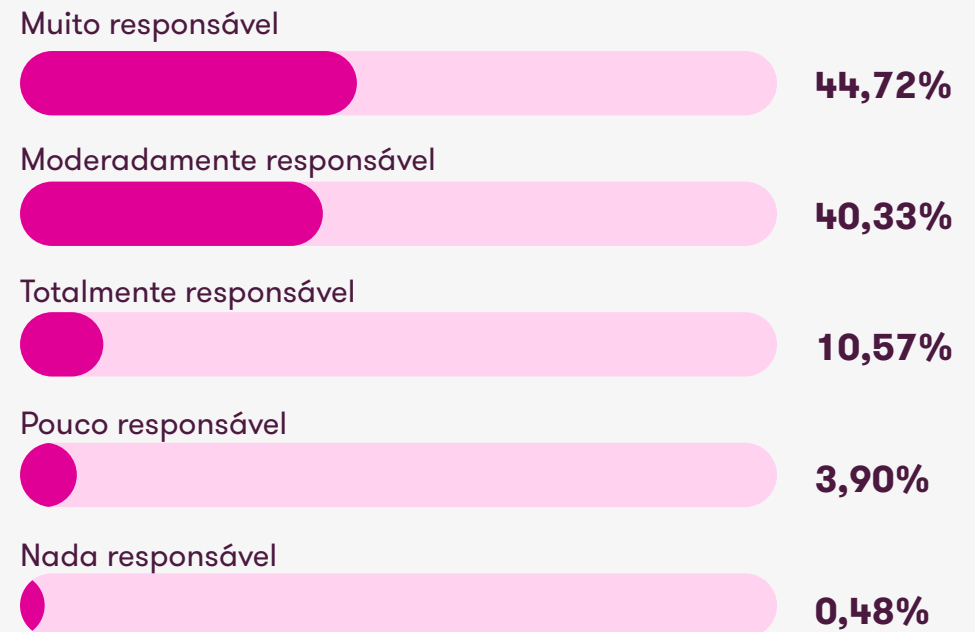 Muito responsável
44,72%
Moderadamente responsável
40,33%
Totalmente responsável
10,57%
Pouco responsável
3,90%
Nada responsável
0,48%